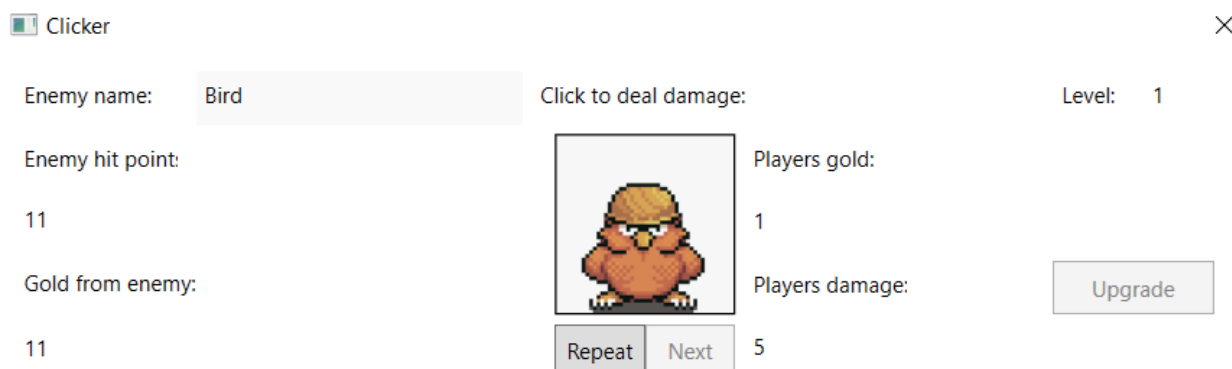 Clicker
Enemy name: Bird Click to deal damage: Level: 1
Enemy hit points Players gold:
11 1
Gold from enemy: Players damage: Upgrade
11 Repeat Next 5